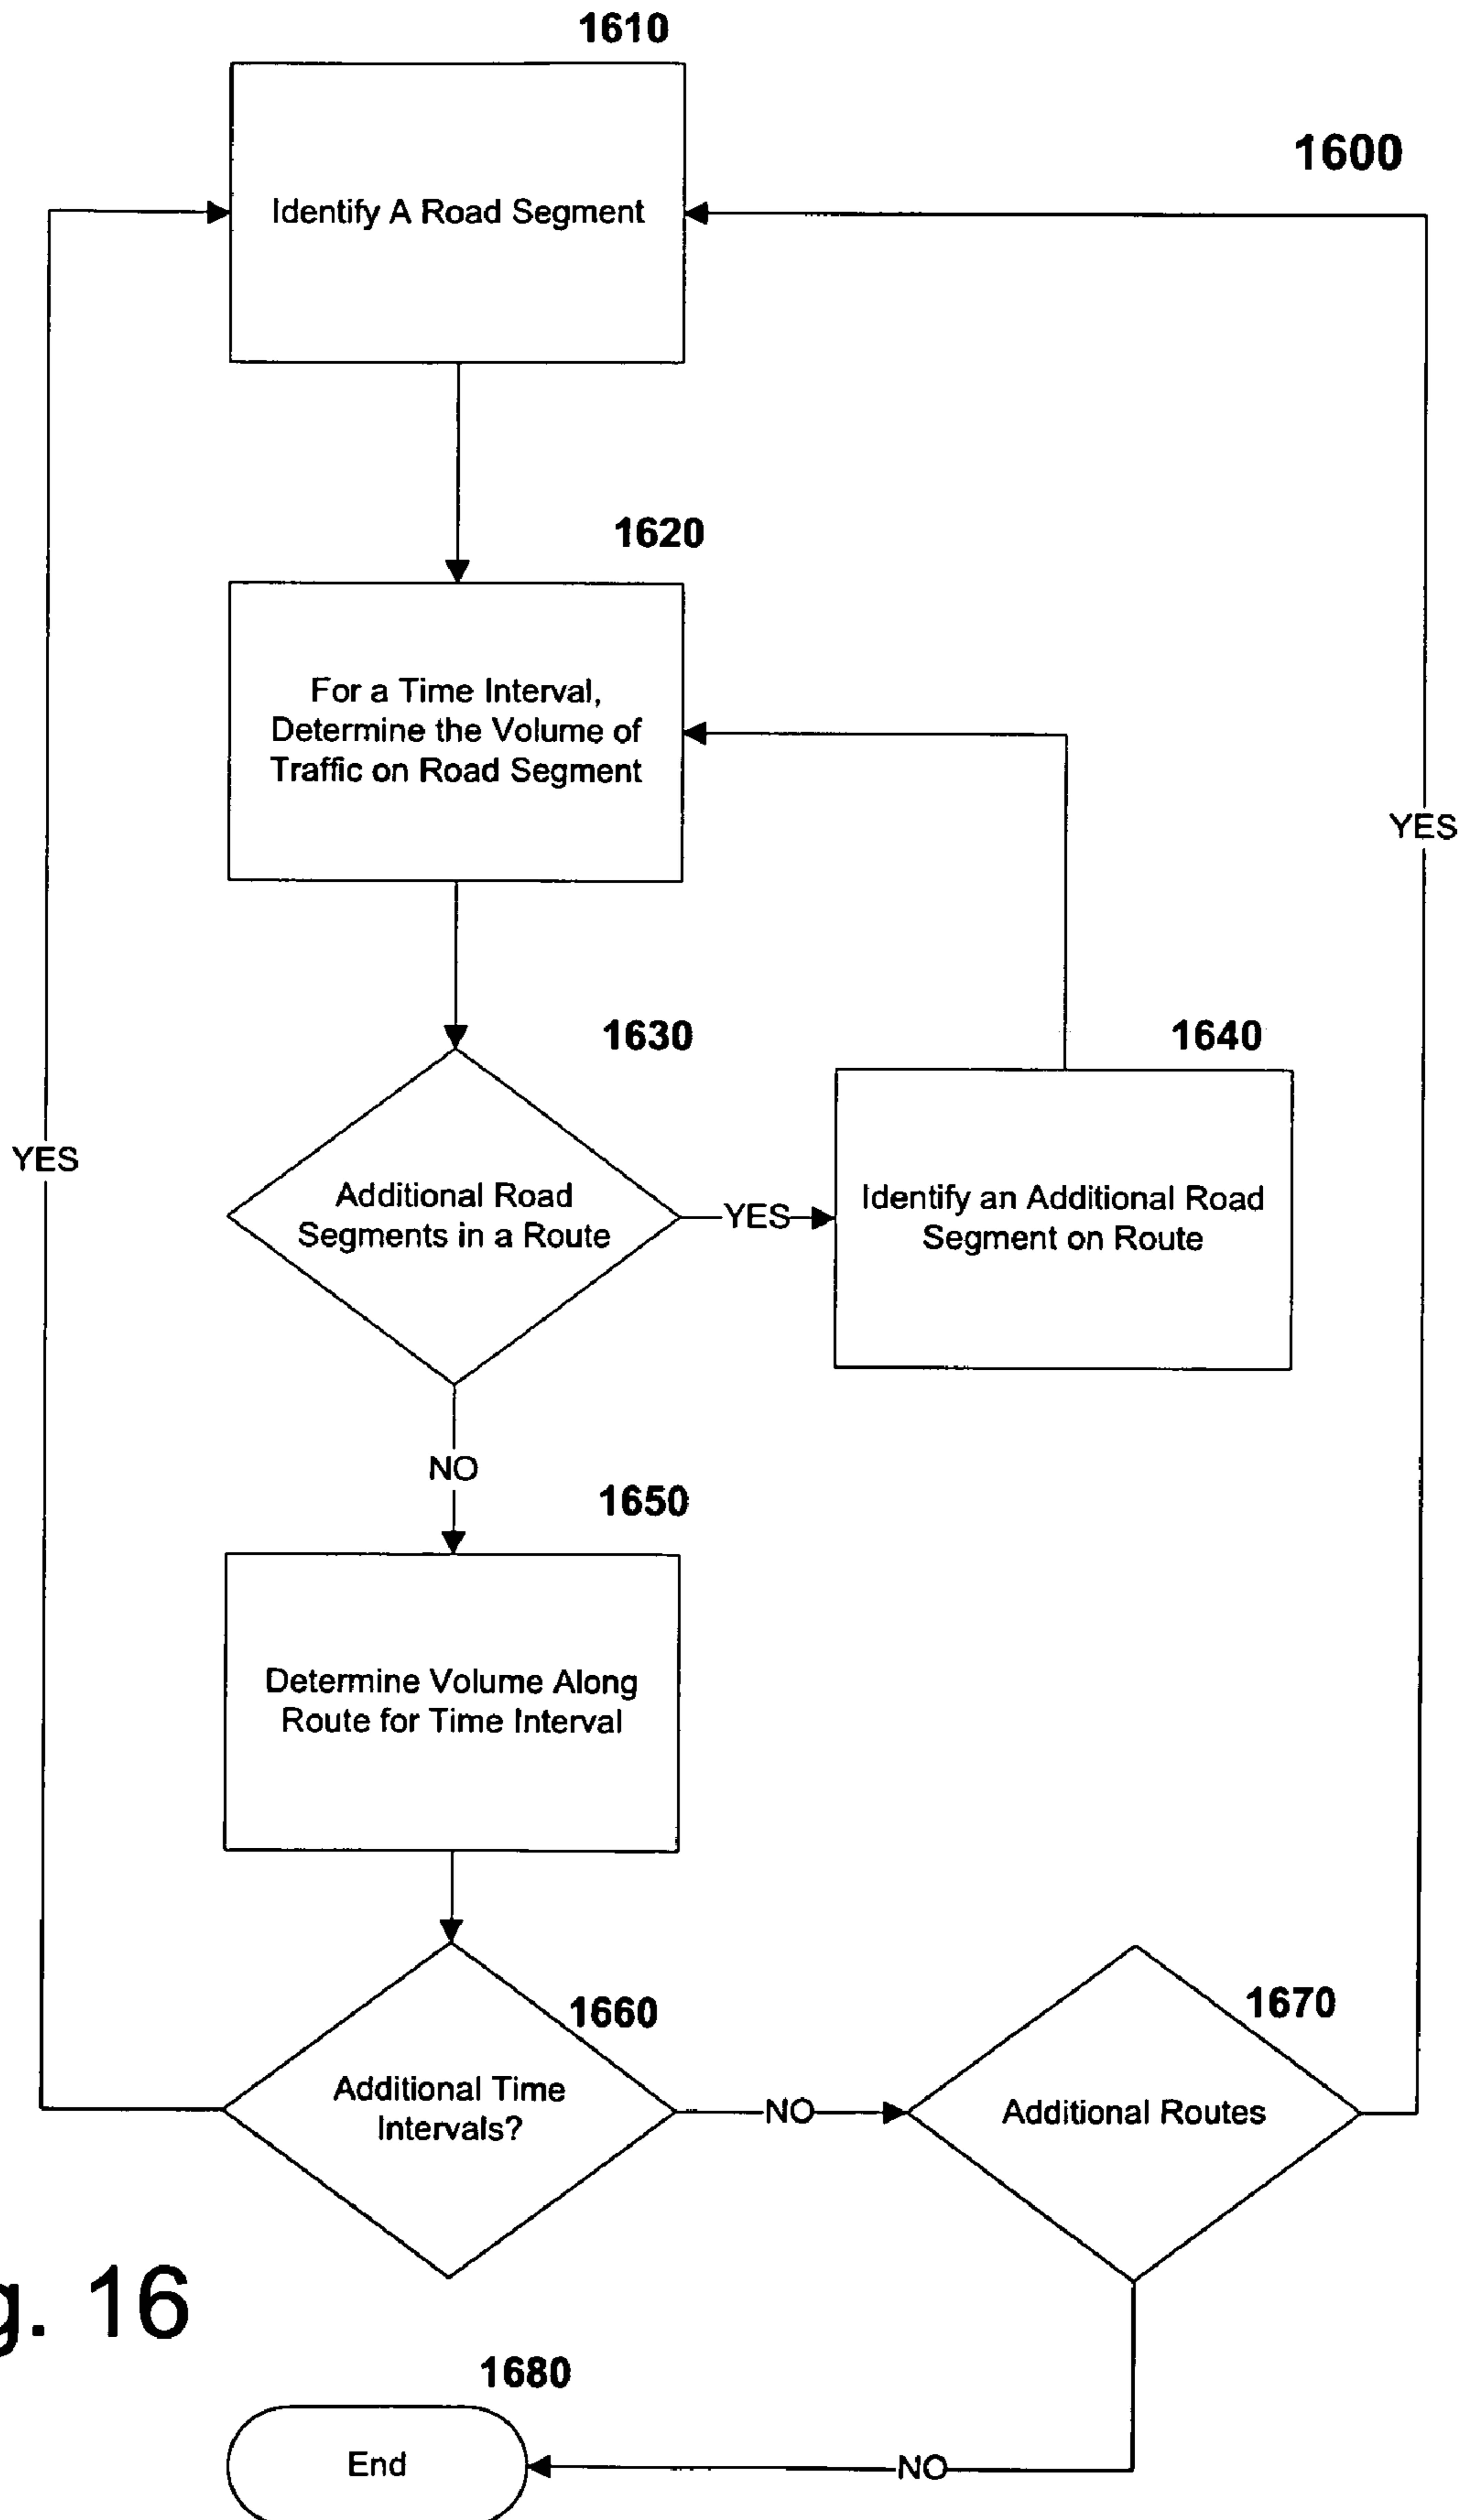 1610
1600
Identify A Road Segment
1620
For a Time Interval,
Determine the Volume of
Traffic on Road Segment
YES
1630
1640
YES
Additional Road
Segments in a Route
YES
Identify an Additional Road
Segment on Route
NO
1650
Determine Volume Along
Route for Time Interval
1660
1670
Additional Time
Intervals?
NO
Additional Routes
g. 16
1680
End
NO